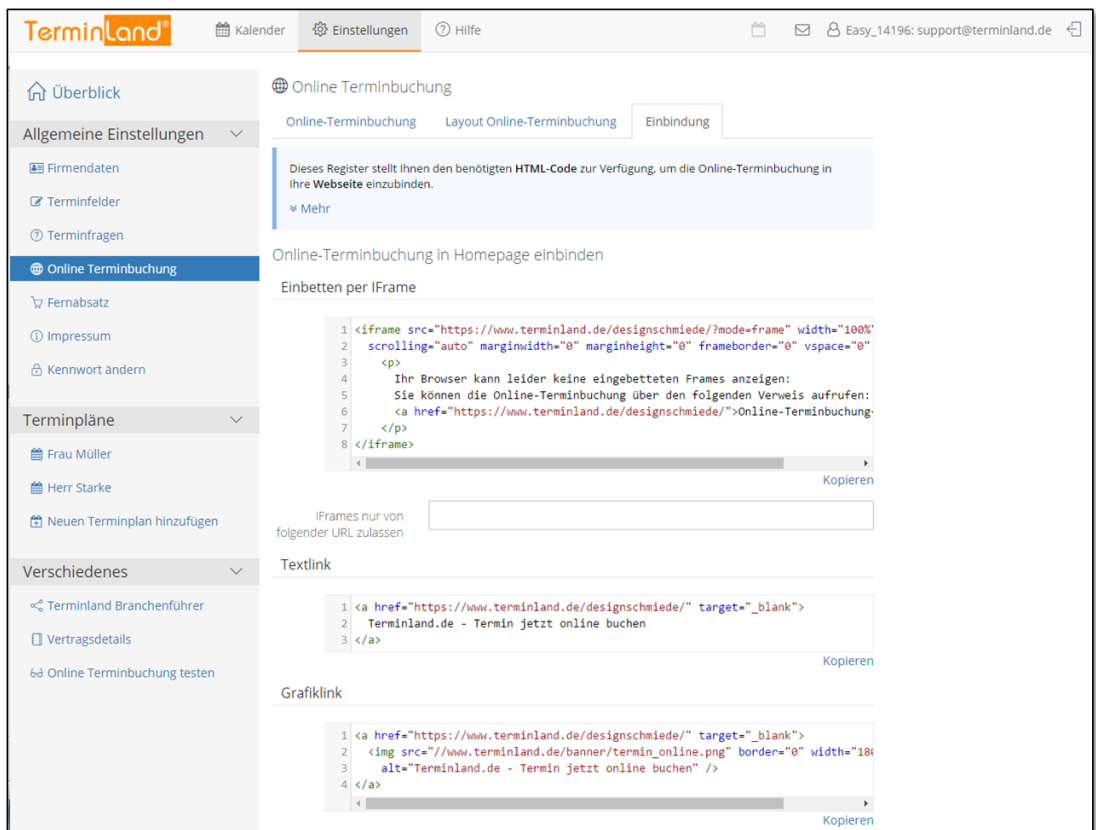 TerminLand®
Kalender
Einstellungen
Hilfe
Easy_14196: support@terminland.de
Überblick
Allgemeine Einstellungen
Firmendaten
Terminfelder
Terminfragen
Online Terminbuchung
Fernabsatz
Impressum
Kennwort ändern
Terminpläne
Frau Müller
Herr Starke
Neuen Terminplan hinzufügen
Verschiedenes
Terminland Branchenführer
Vertragsdetails
Online Terminbuchung testen
Online Terminbuchung
Online-Terminbuchung
Layout Online-Terminbuchung
Einbindung
Dieses Register stellt Ihnen den benötigten HTML-Code zur Verfügung, um die Online-Terminbuchung in
Ihre Webseite einzubinden.
Mehr
Online-Terminbuchung in Homepage einbinden
Einbetten per IFrame
1 <iframe src="https://www.terminland.de/designschmiede/?mode=frame" width="100%"
2 scrolling="auto" marginwidth="0" marginheight="0" frameborder="0" vspace="0"
3 <p>
4 Ihr Browser kann leider keine eingebetteten Frames anzeigen:
5 Sie können die Online-Terminbuchung über den folgenden Verweis aufrufen:
6 <a href="https://www.terminland.de/designschmiede/">Online-Terminbuchung<
7 </p>
8 </iframe>
Kopieren
IFrames nur von
folgender URL zulassen
Textlink
1 <a href="https://www.terminland.de/designschmiede/" target="_blank">
2 Terminland.de - Termin jetzt online buchen
3 </a>
Kopieren
Grafiklink
1 <a href="https://www.terminland.de/designschmiede/" target="_blank">
2 <img src="//www.terminland.de/banner/termin_online.png" border="0" width="180
3 alt="Terminland.de - Termin jetzt online buchen" />
4 </a>
Kopieren